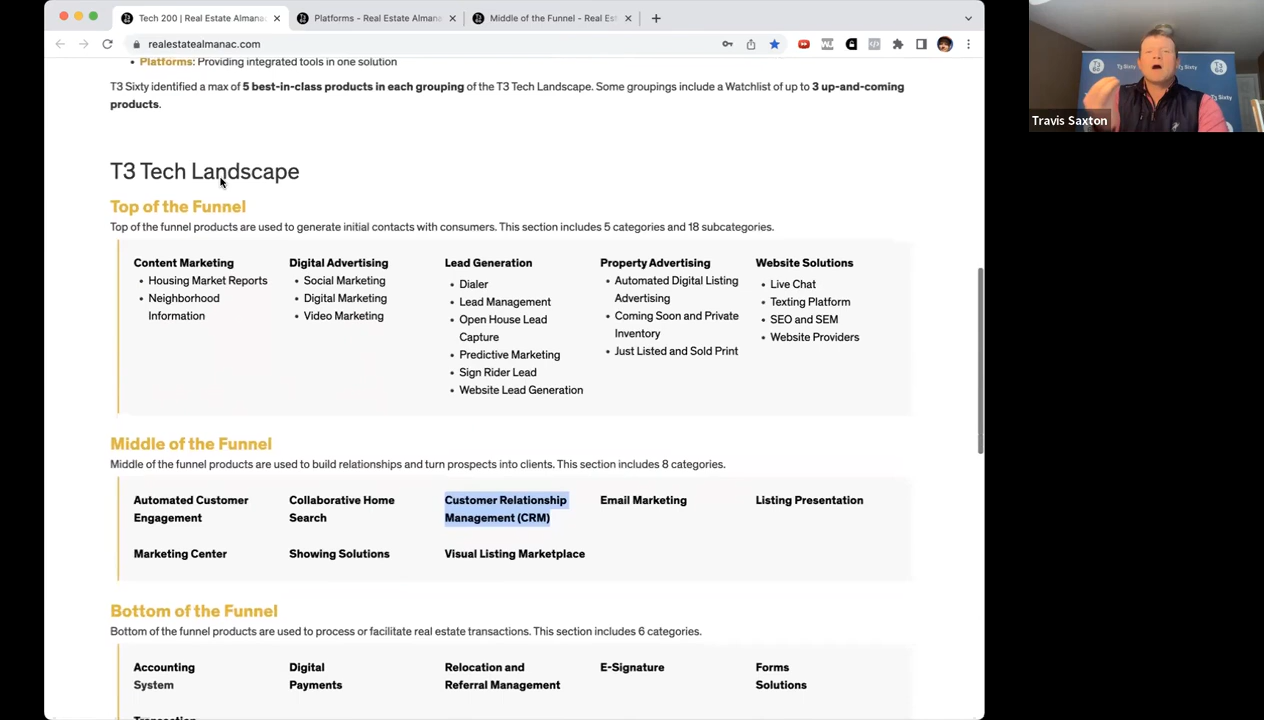 Tech 200 | Real Estate Almanac
Platforms - Real Estate Almana
Middle of the Funnel - Real Est
realestatealmanac.com
Platforms: Providing integrated tools in one solution
T3 Sixty identified a max of 5 best-in-class products in each grouping of the T3 Tech Landscape. Some groupings include a Watchlist of up to 3 up-and-coming
products.
T3 Tech Landscape
Top of the Funnel
Top of the funnel products are used to generate initial contacts with consumers. This section includes 5 categories and 18 subcategories.
Content Marketing
Housing Market Reports
Neighborhood
Information
Digital Advertising
Social Marketing
Digital Marketing
Video Marketing
Lead Generation
Dialer
Lead Management
Open House Lead
Capture
Predictive Marketing
Sign Rider Lead
Website Lead Generation
Property Advertising
Automated Digital Listing
Advertising
Coming Soon and Private
Inventory
Just Listed and Sold Print
Website Solutions
Live Chat
Texting Platform
SEO and SEM
Website Providers
Middle of the Funnel
Middle of the funnel products are used to build relationships and turn prospects into clients. This section includes 8 categories.
Automated Customer
Engagement
Collaborative Home
Search
Customer Relationship
Management (CRM)
Email Marketing
Listing Presentation
Marketing Center
Showing Solutions
Visual Listing Marketplace
Bottom of the Funnel
Bottom of the funnel products are used to process or facilitate real estate transactions. This section includes 6 categories.
Accounting
System
Digital
Payments
Relocation and
Referral Management
E-Signature
Forms
Solutions
Travis Saxton